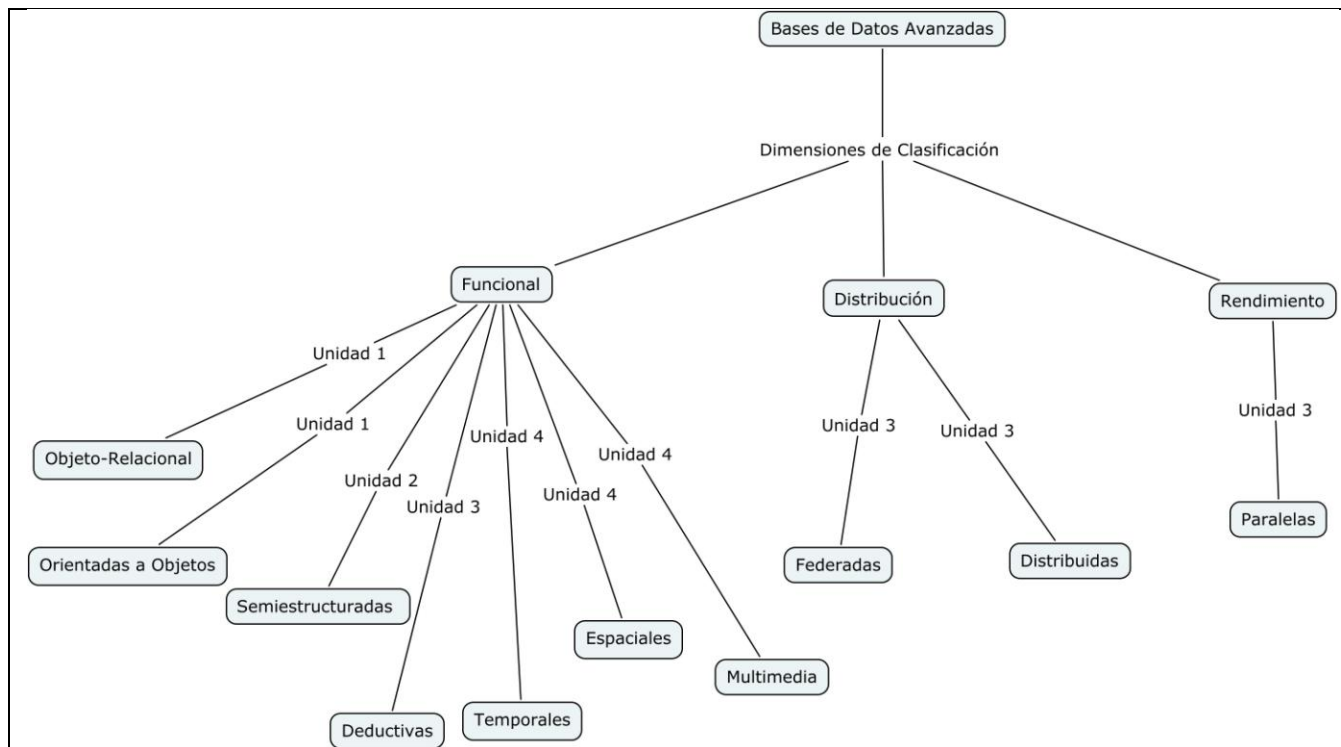 Bases de Datos Avanzadas
Dimensiones de Clasificación
Funcional
Distribución
Rendimiento
Unidad 1
Unidad 1
Unidad 2
Unidad 3
Unidad 4
Unidad 4
Unidad 4
Unidad 3
Unidad 3
Unidad 3
Objeto-Relacional
Orientadas a Objetos
Semiestructuradas
Deductivas
Temporales
Espaciales
Multimedia
Federadas
Distribuidas
Paralelas